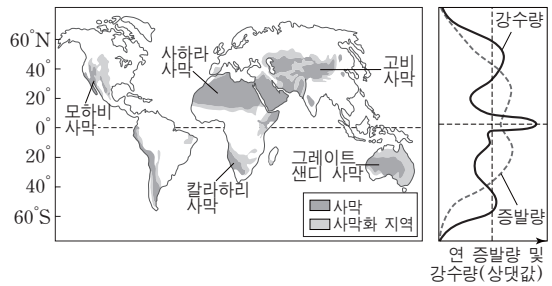 60°N
40°
20°
0°
20°
40°
60°S
사하라
사막
고비
사막
모하비
사막
그레이트
샌디 사막
칼라하리
사막
사막
사막화 지역
강수량
증발량
연 증발량 및
강수량(상댓값)